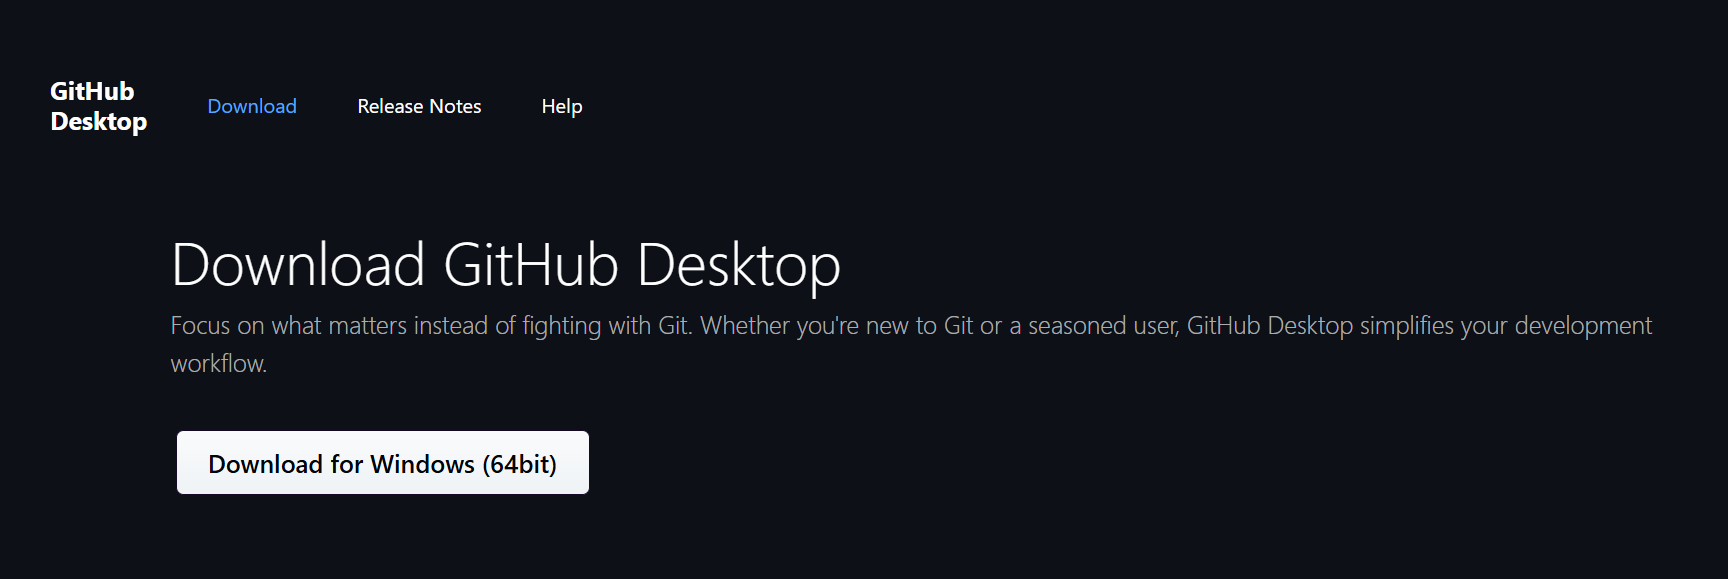 GitHub
Desktop
Download
Release Notes
Help
Download GitHub Desktop
Focus on what matters instead of fighting with Git. Whether you're new to Git or a seasoned user, GitHub Desktop simplifies your development
workflow.
Download for Windows (64bit)